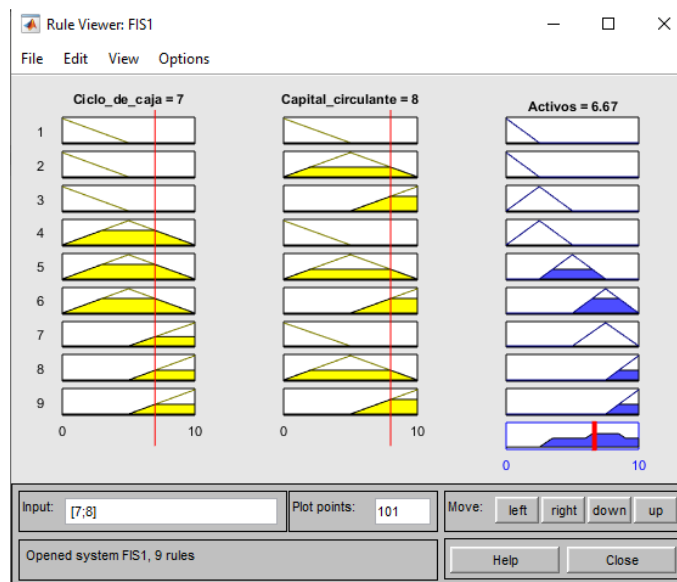 Rule Viewer: FIS1
File Edit View Options
Ciclo_de_caja = 7 Capital_circulante = 8 Activos = 6.67
1
2
3
4
5
6
7
8
9
0 10 0 10
0 10
Input: [7;8] Plot points: 101 Move: left right down up
Opened system FIS1, 9 rules Help Close